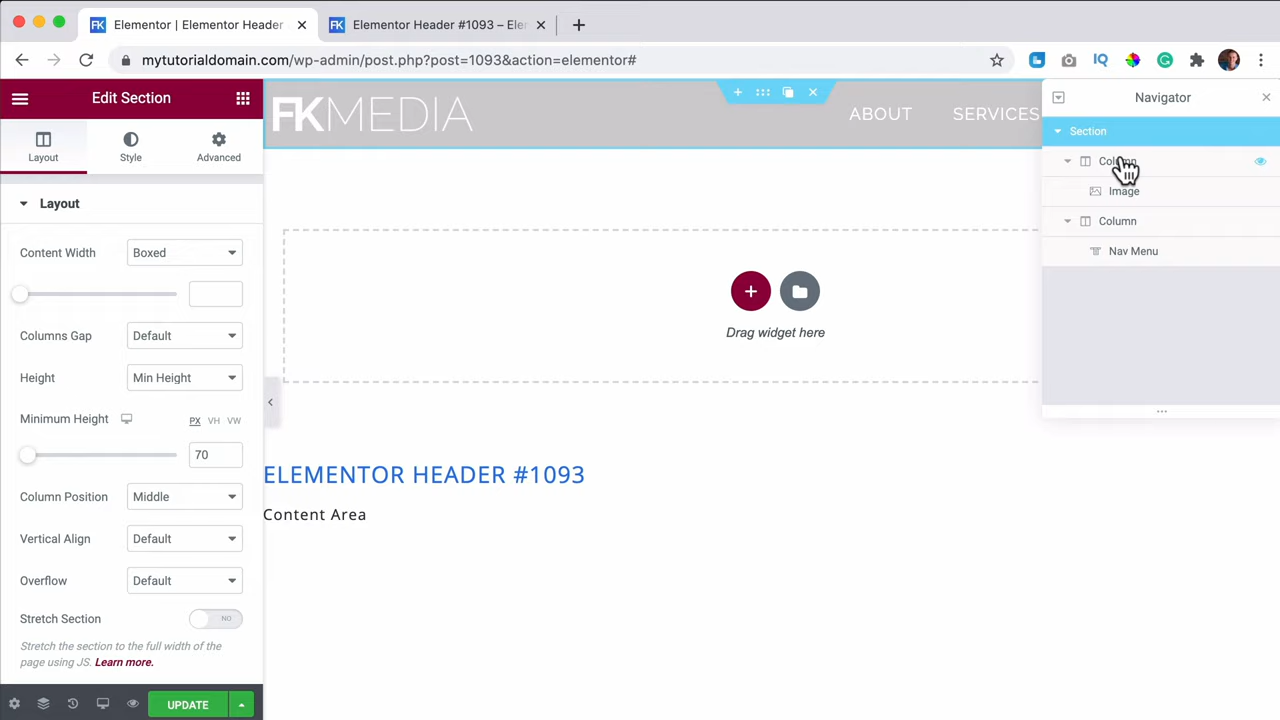 Elementor | Elementor Header
Elementor Header #1093 – Ele
mytutorialdomain.com/wp-admin/post.php?post=1093&action=elementor#
Edit Section
Layout
Style
Advanced
Layout
Content Width
Boxed
Columns Gap
Default
Height
Min Height
Minimum Height
PX VH VW
70
Column Position
Middle
Vertical Align
Default
Overflow
Default
Stretch Section
NO
Stretch the section to the full width of the
page using JS. Learn more.
UPDATE
FKMEDIA
ABOUT
SERVICES
Drag widget here
ELEMENTOR HEADER #1093
Content Area
Navigator
Section
Column
Image
Column
Nav Menu